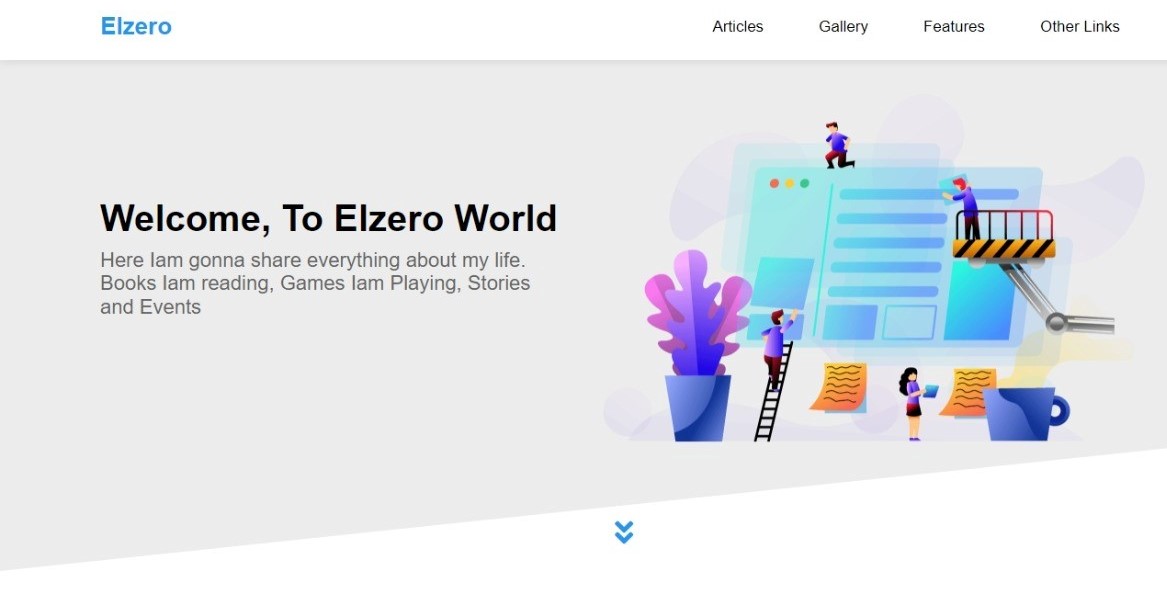 Elzero
Articles
Gallery
Features
Other Links
Welcome, To Elzero World
Here Iam gonna share everything about my life.
Books Iam reading, Games Iam Playing, Stories
and Events